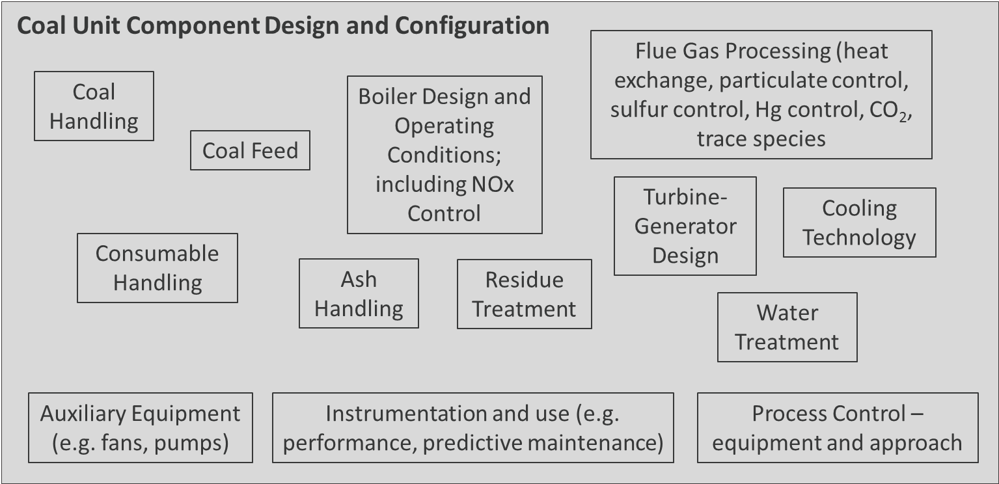 Coal Unit Component Design and Configuration
Coal
Handling
Coal Feed
Boiler Design and
Operating
Conditions;
including NOx
Control
Flue Gas Processing (heat
exchange, particulate control,
sulfur control, Hg control, CO₂,
trace species
Turbine-
Generator
Design
Cooling
Technology
Consumable
Handling
Ash
Handling
Residue
Treatment
Water
Treatment
Auxiliary Equipment
(e.g. fans, pumps)
Instrumentation and use (e.g.
performance, predictive maintenance)
Process Control –
equipment and approach